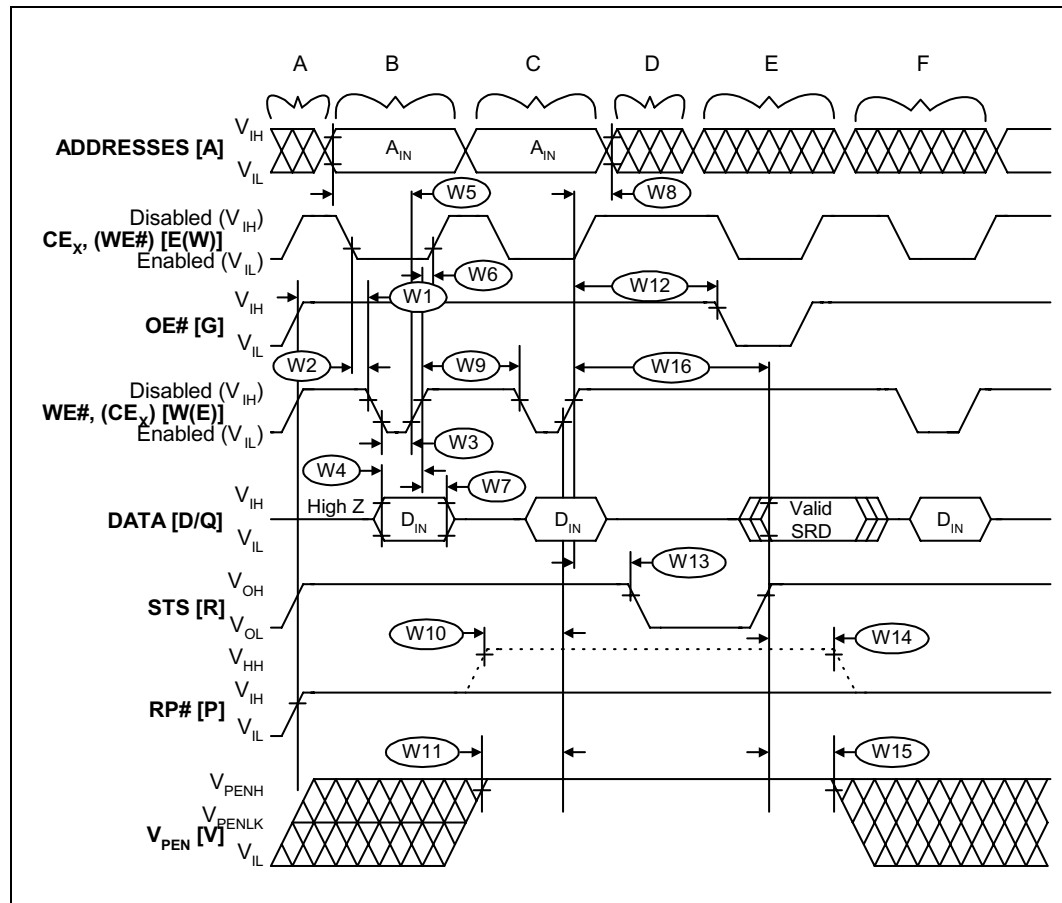 A B C D E F
V_IH
ADDRESSES [A] A_IN A_IN
V_IL
W5 W8
Disabled (V_IH)
CE_X, (WE#) [E(W)]
Enabled (V_IL)
W6
W1 W12
V_IH
OE# [G]
V_IL
W2 W9 W16
Disabled (V_IH)
WE#, (CE_X) [W(E)]
Enabled (V_IL)
W3
W4 W7
V_IH High Z
DATA [D/Q] D_IN D_IN Valid SRD D_IN
V_IL
W13
V_OH
STS [R]
V_OL
W10 W14
V_HH
V_IH
RP# [P]
V_IL
W11 W15
V_PENH
V_PENLK
V_PEN [V]
V_IL